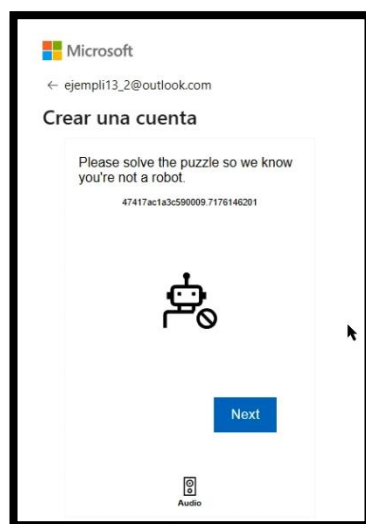 Microsoft
← ejempli13_2@outlook.com
Crear una cuenta
Please solve the puzzle so we know
you're not a robot.
47417ac1a3c590009.7176146201
Next
Audio